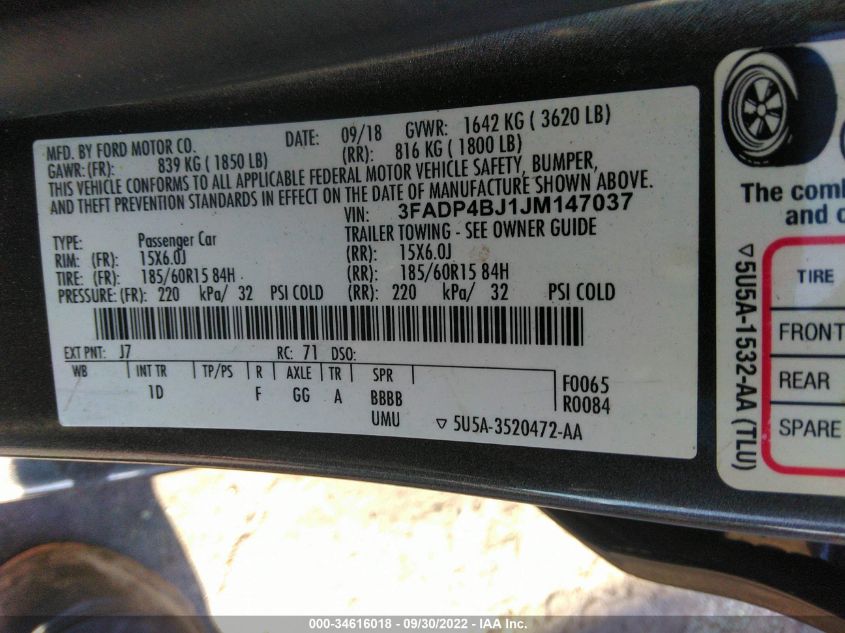 MFD. BY FORD MOTOR CO.
DATE: 09/18 GVWR: 1642 KG ( 3620 LB)
GAWR:(FR): 839 KG ( 1850 LB) (RR): 816 KG ( 1800 LB)
THIS VEHICLE CONFORMS TO ALL APPLICABLE FEDERAL MOTOR VEHICLE SAFETY, BUMPER,
AND THEFT PREVENTION STANDARDS IN EFFECT ON THE DATE OF MANUFACTURE SHOWN ABOVE.
VIN: 3FADP4BJ1JM147037
TYPE: Passenger Car TRAILER TOWING - SEE OWNER GUIDE
RIM: (FR): 15X6.0J (RR): 15X6.0J
TIRE: (FR): 185/60R15 84H (RR): 185/60R15 84H
PRESSURE: (FR): 220 kPa/ 32 PSI COLD (RR): 220 kPa/ 32 PSI COLD
EXT PNT: J7 RC: 71 DSO:
WB INT TR TP/PS R AXLE TR SPR
1D F GG A BBBB
UMU
F0065
R0084
▽ 5U5A-3520472-AA
The comb
and c
▽ 5U5A-1532-AA (TLU)
TIRE
FRONT
REAR
SPARE
000-34616018 - 09/30/2022 - IAA Inc.